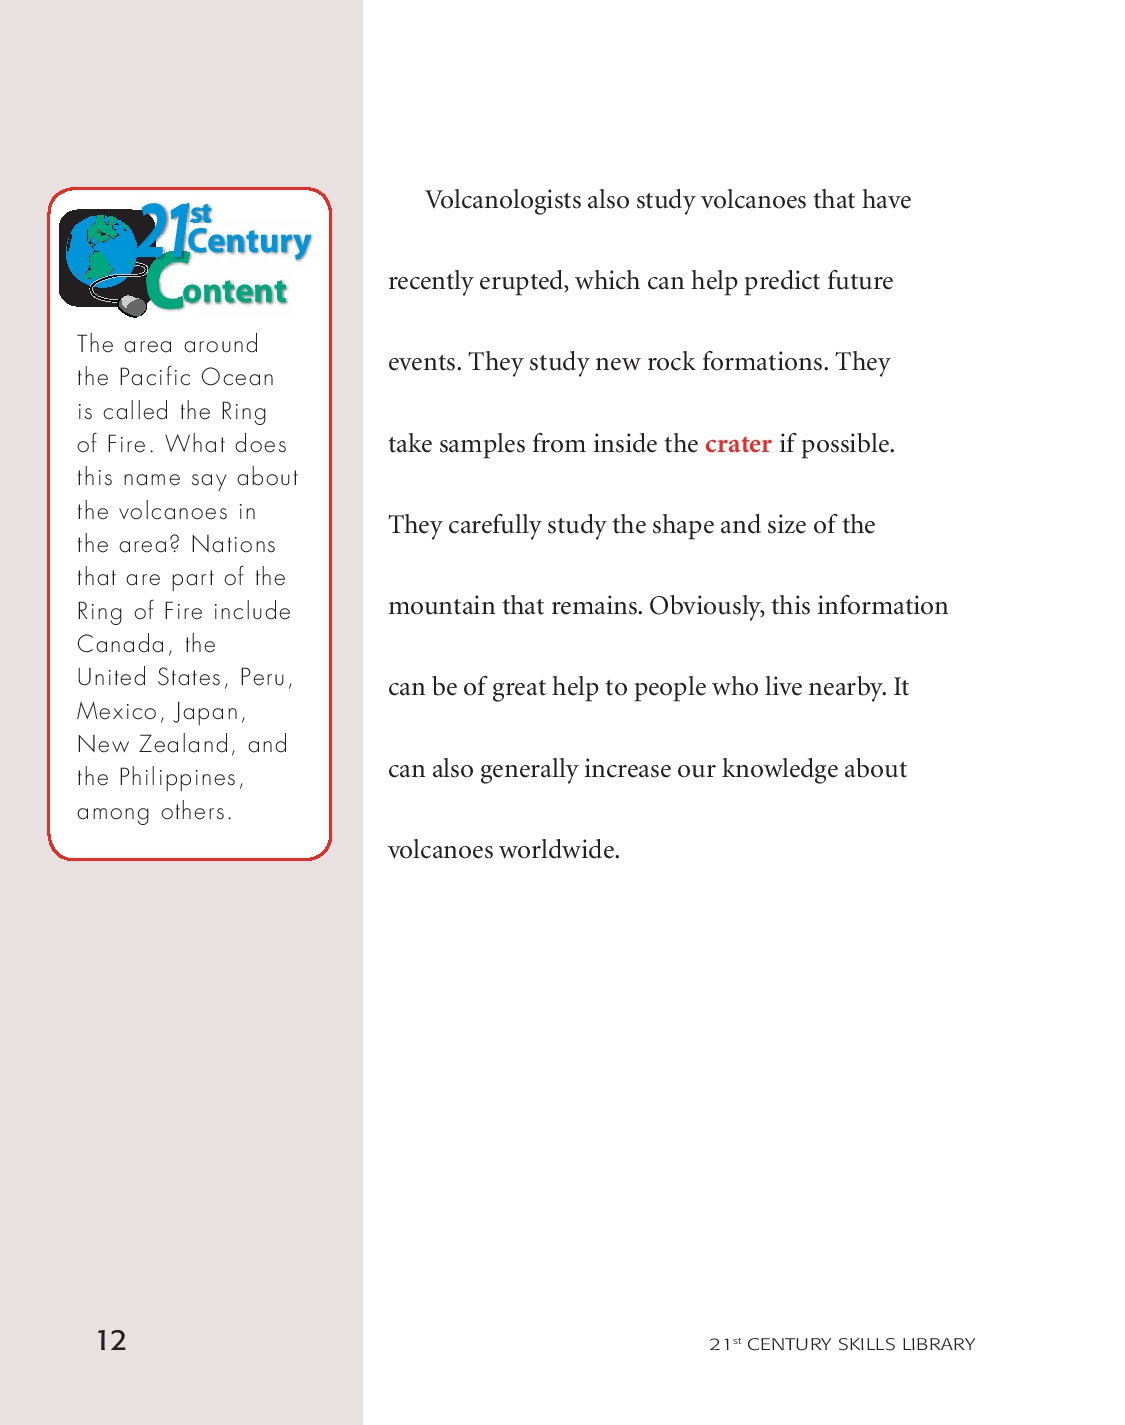 21st
Century
Content
The area around
the Pacific Ocean
is called the Ring
of Fire. What does
this name say about
the volcanoes in
the area? Nations
that are part of the
Ring of Fire include
Canada, the
United States, Peru,
Mexico, Japan,
New Zealand, and
the Philippines,
among others.
Volcanologists also study volcanoes that have
recently erupted, which can help predict future
events. They study new rock formations. They
take samples from inside the crater if possible.
They carefully study the shape and size of the
mountain that remains. Obviously, this information
can be of great help to people who live nearby. It
can also generally increase our knowledge about
volcanoes worldwide.
12
21st CENTURY SKILLS LIBRARY